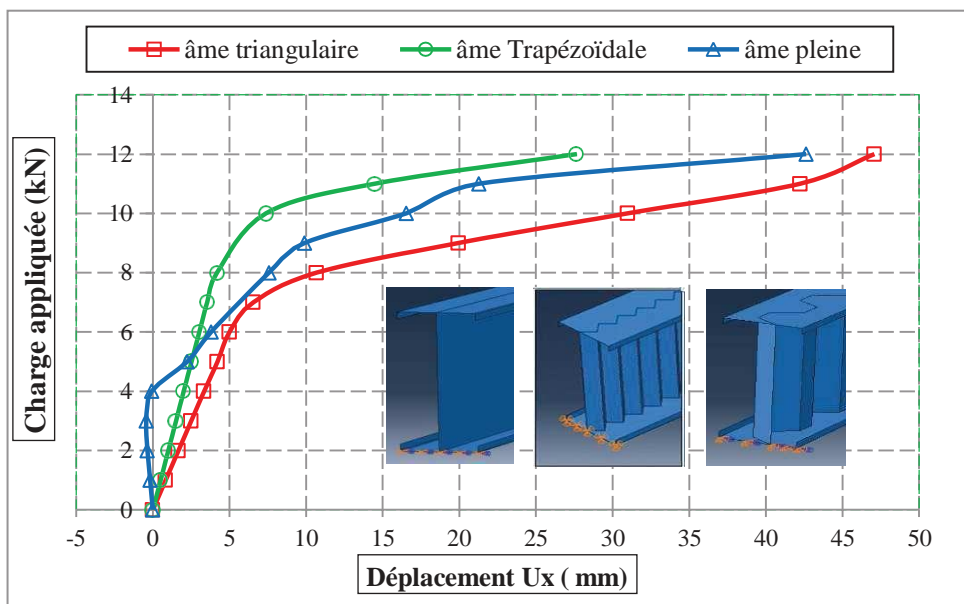 âme triangulaire âme Trapézoïdale âme pleine
14
12
10
8
6
4
2
0
-5 0 5 10 15 20 25 30 35 40 45 50
Charge appliquée (kN)
Déplacement Ux ( mm)